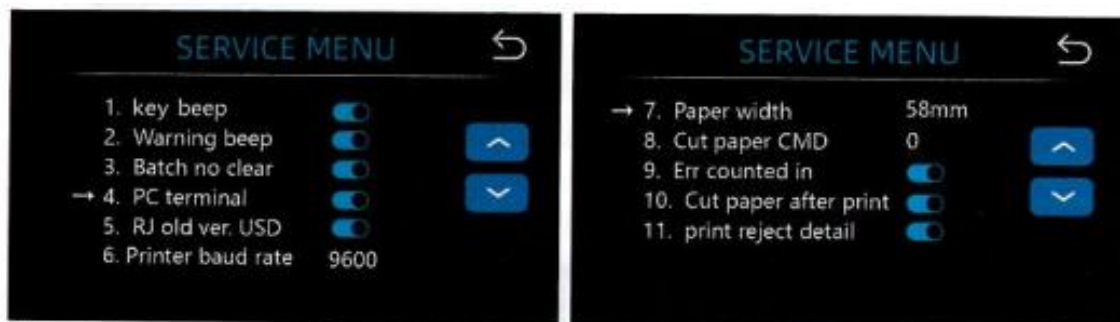 SERVICE MENU
1. key beep
2. Warning beep
3. Batch no clear
→ 4. PC terminal
5. RJ old ver. USD
6. Printer baud rate 9600
SERVICE MENU
→ 7. Paper width 58mm
8. Cut paper CMD 0
9. Err counted in
10. Cut paper after print
11. print reject detail